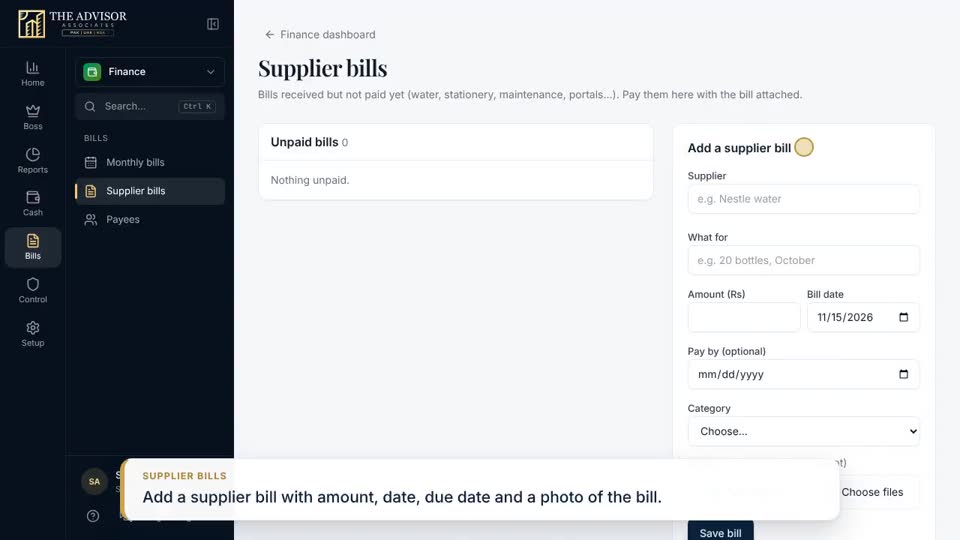 THE ADVISOR
ASSOCIATES
PAK | UAE | KSA
Home
Boss
Reports
Cash
Bills
Control
Setup
Finance
Search...
Ctrl K
BILLS
Monthly bills
Supplier bills
Payees
SA
Finance dashboard
Supplier bills
Bills received but not paid yet (water, stationery, maintenance, portals...). Pay them here with the bill attached.
Unpaid bills 0
Nothing unpaid.
Add a supplier bill
Supplier
e.g. Nestle water
What for
e.g. 20 bottles, October
Amount (Rs)
Bill date
11/15/2026
Pay by (optional)
mm/dd/yyyy
Category
Choose...
Choose files
Save bill
SUPPLIER BILLS
Add a supplier bill with amount, date, due date and a photo of the bill.